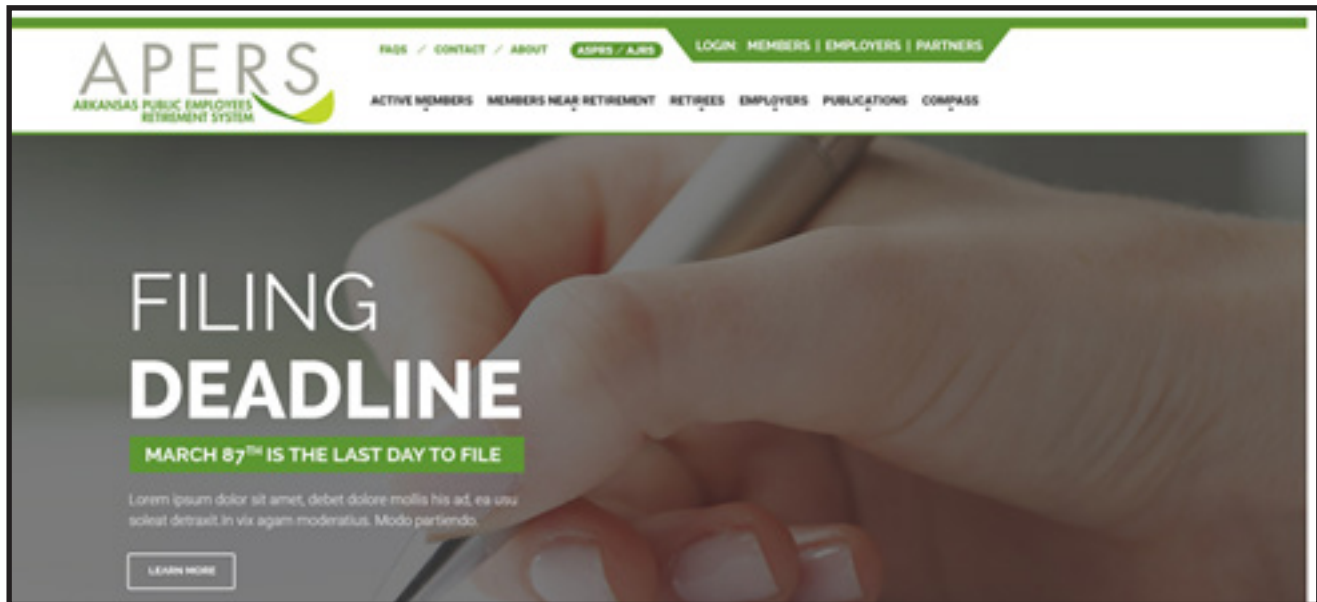 FAQS / CONTACT / ABOUT ASPRS / AJRS LOGIN: MEMBERS | EMPLOYERS | PARTNERS
APERS
ARKANSAS PUBLIC EMPLOYEES
RETIREMENT SYSTEM
ACTIVE MEMBERS MEMBERS NEAR RETIREMENT RETIREES EMPLOYERS PUBLICATIONS COMPASS
FILING
DEADLINE
MARCH 87TH IS THE LAST DAY TO FILE
Lorem ipsum dolor sit amet, debet dolore mollis his ad, ea usu
soleat detraxit.In vix agam moderatius. Modo partiendo.
LEARN MORE